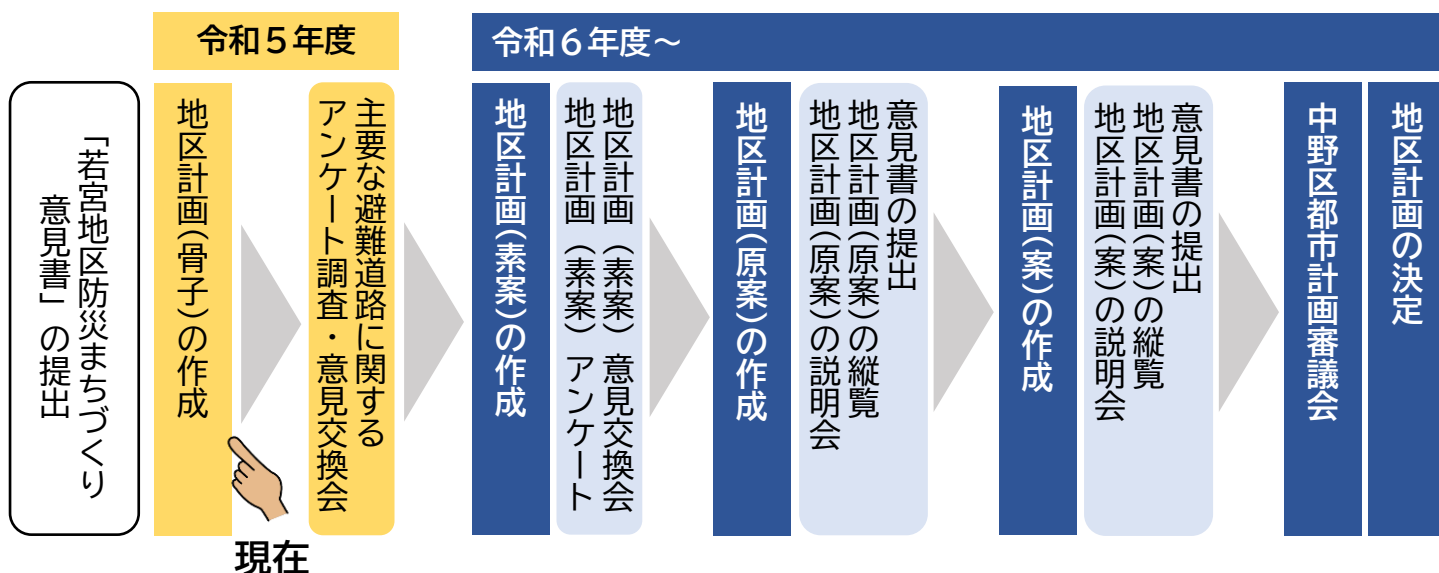 令和５年度
令和６年度～
「若宮地区防災まちづくり
意見書」の提出
地区計画(骨子)の作成
主要な避難道路に関する
アンケート調査・意見交換会
地区計画(素案)の作成
地区計画（素案）意見交換会
地区計画（素案）アンケート
地区計画(原案)の作成
意見書の提出
地区計画(原案)の縦覧
地区計画(原案)の説明会
地区計画(案)の作成
意見書の提出
地区計画(案)の縦覧
地区計画(案)の説明会
中野区都市計画審議会
地区計画の決定
現在